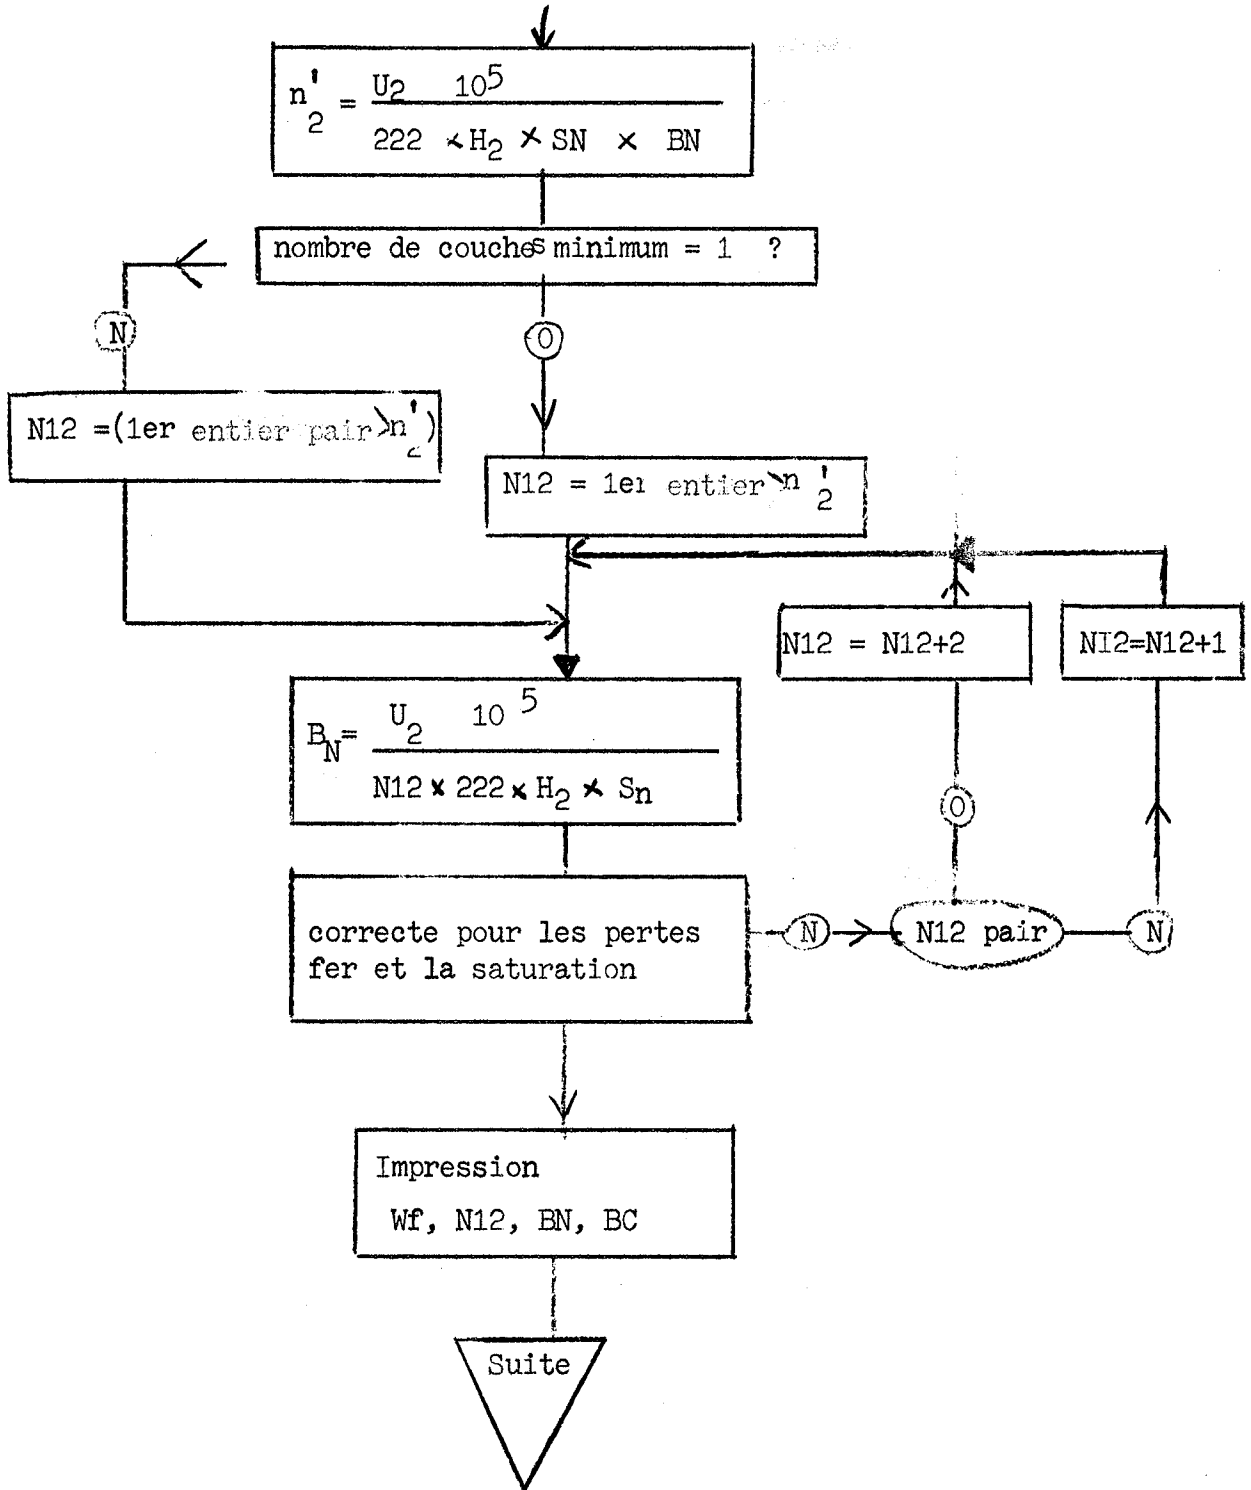 n'2 = U2 10^5
222 × H2 × SN × BN
nombre de couches minimum = 1 ?
N
O
N12 =(1er entier pair >n'2)
N12 = 1er entier >n'2
N12 = N12+2
NI2=N12+1
BN= U2 10^5
N12 × 222 × H2 × Sn
O
correcte pour les pertes
fer et la saturation
N
N12 pair
N
Impression
Wf, N12, BN, BC
Suite